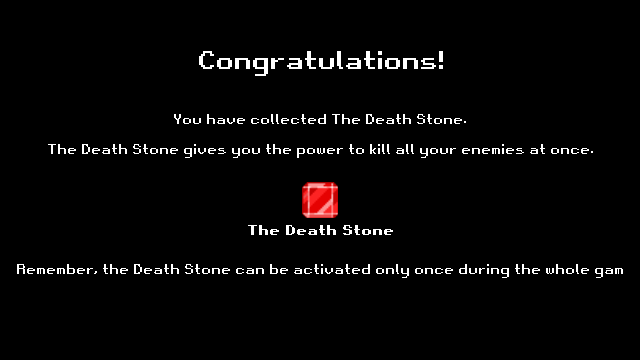 Congratulations!
You have collected The Death Stone.
The Death Stone gives you the power to kill all your enemies at once.
The Death Stone
Remember, the Death Stone can be activated only once during the whole gam